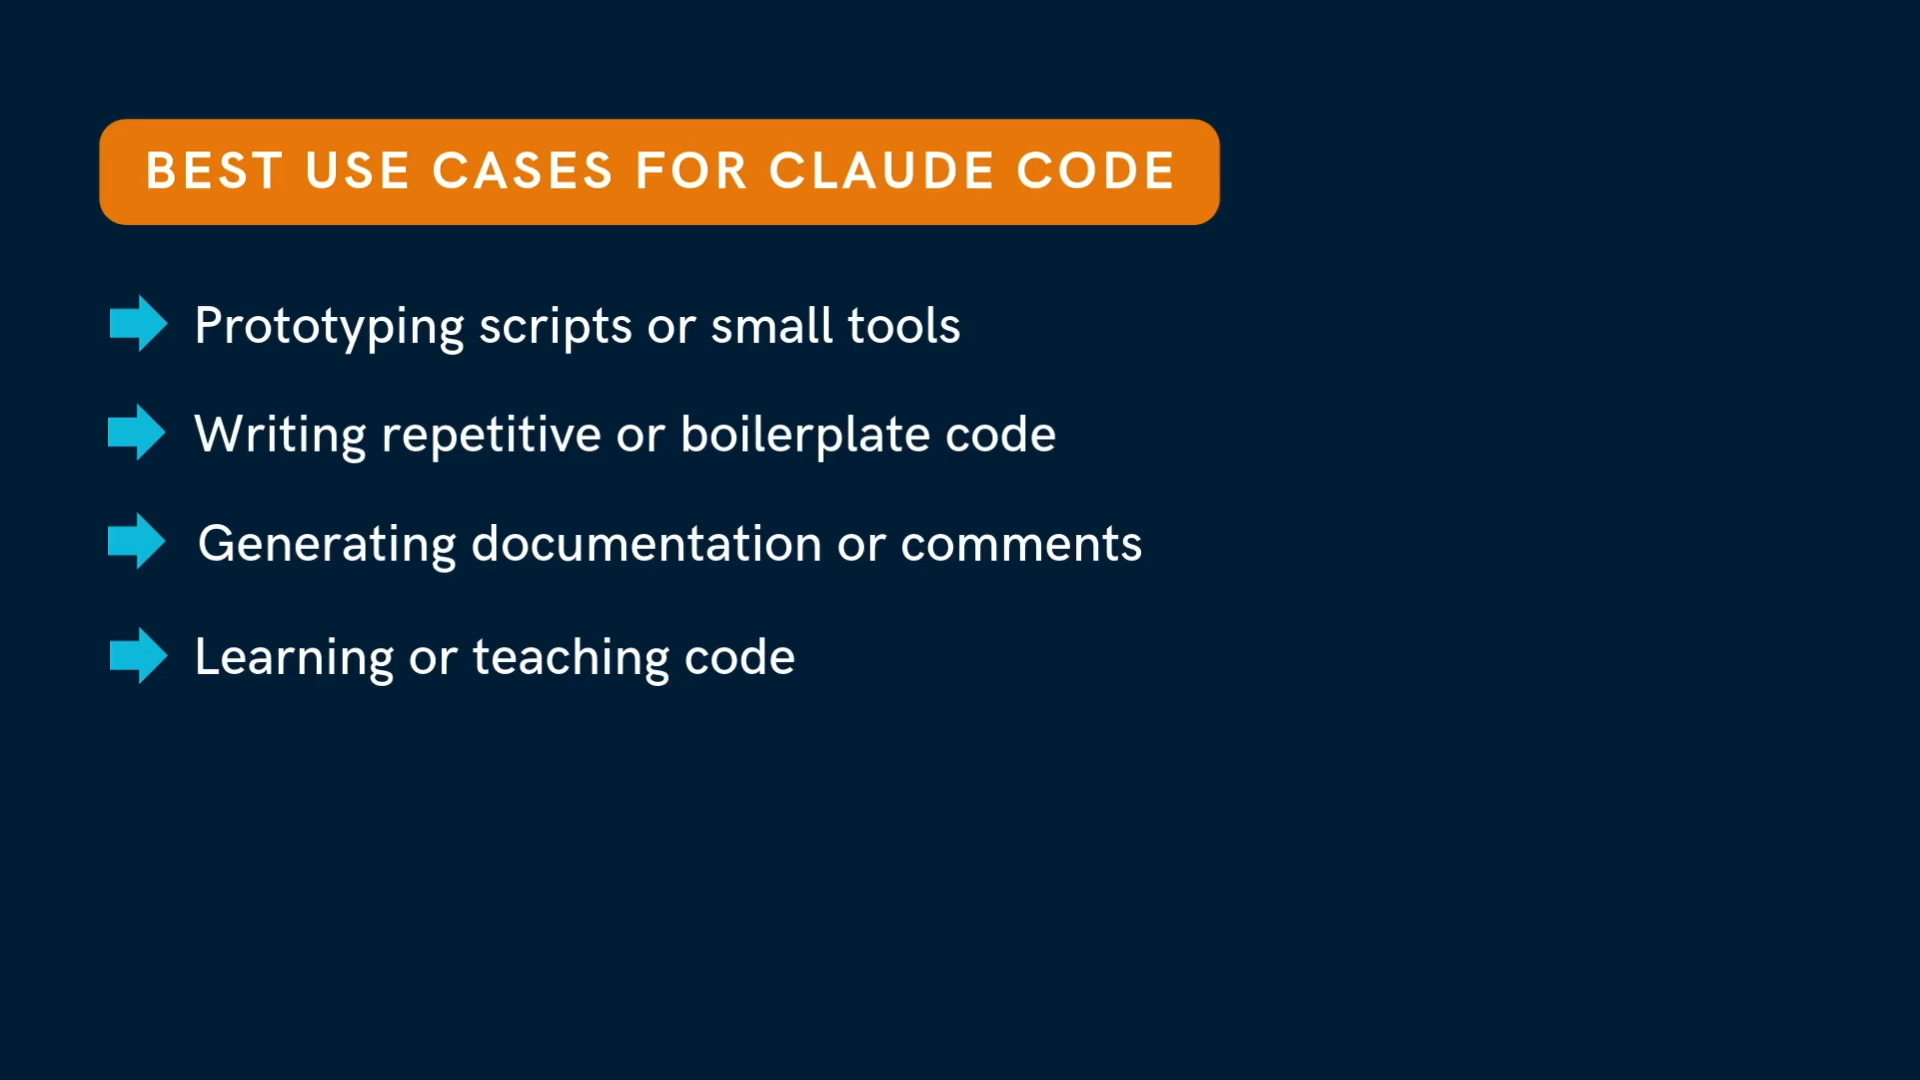 BEST USE CASES FOR CLAUDE CODE
Prototyping scripts or small tools
Writing repetitive or boilerplate code
Generating documentation or comments
Learning or teaching code